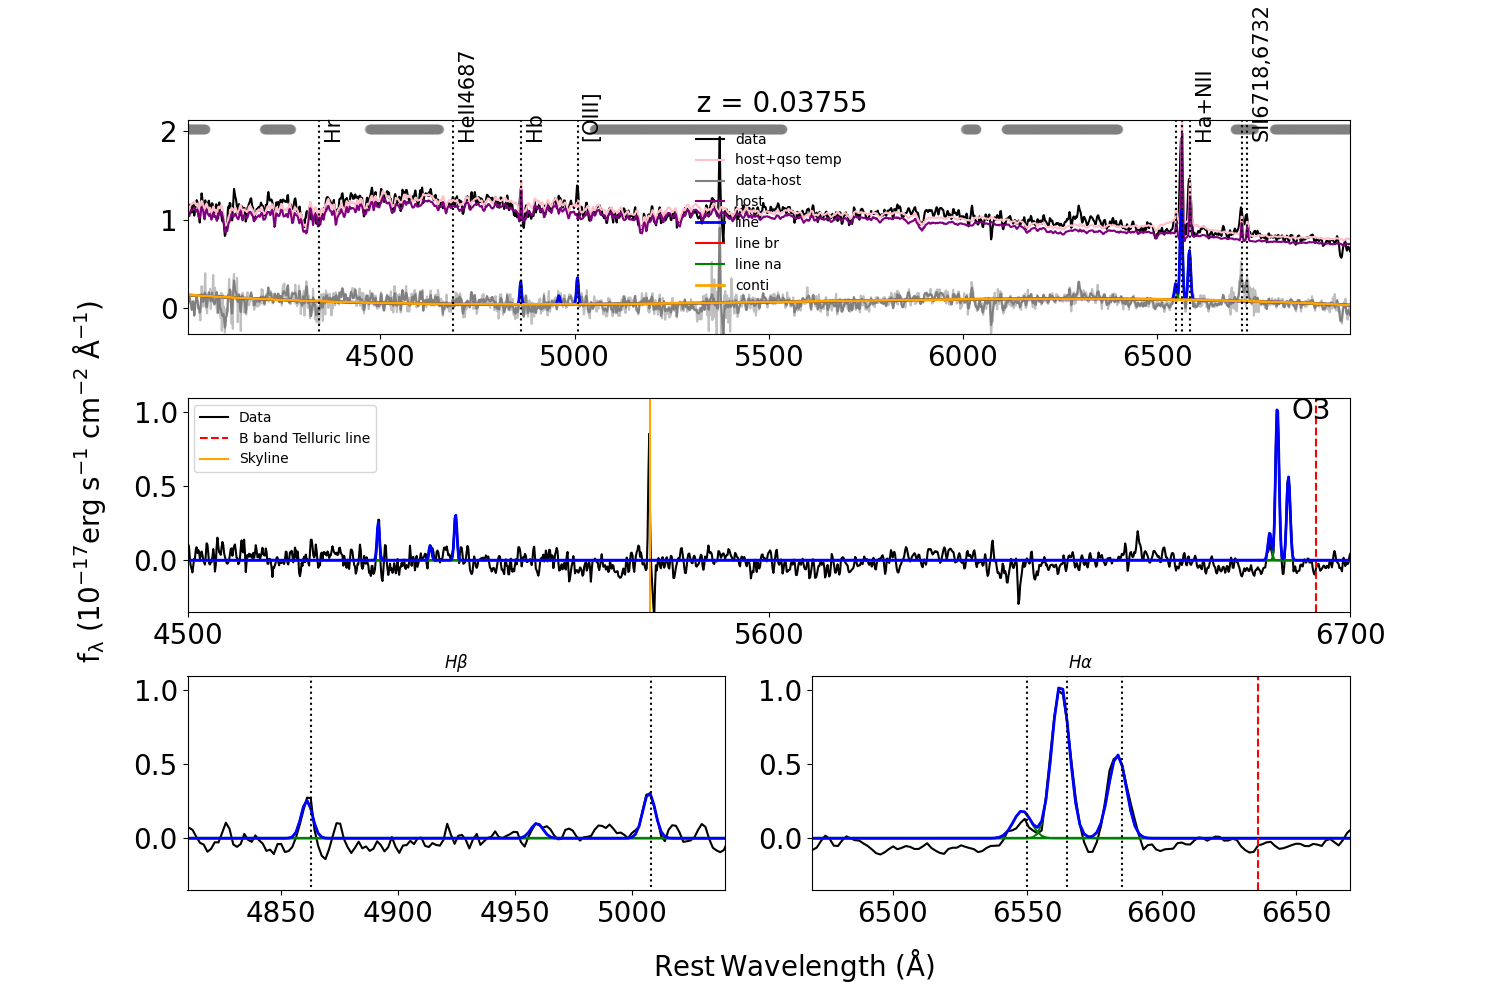 z = 0.03755
Hr
HeII4687
Hb
[OIII]
Ha+NII
SII6718,6732
data
host+qso temp
data-host
host
line
line br
line na
conti
2
1
0
4500 5000 5500 6000 6500
f_λ (10^−17 erg s^−1 cm^−2 Å^−1)
Data
B band Telluric line
Skyline
O3
1.0
0.5
0.0
4500 5600 6700
Hβ
1.0
0.5
0.0
4850 4900 4950 5000
Hα
1.0
0.5
0.0
6500 6550 6600 6650
Rest Wavelength (Å)